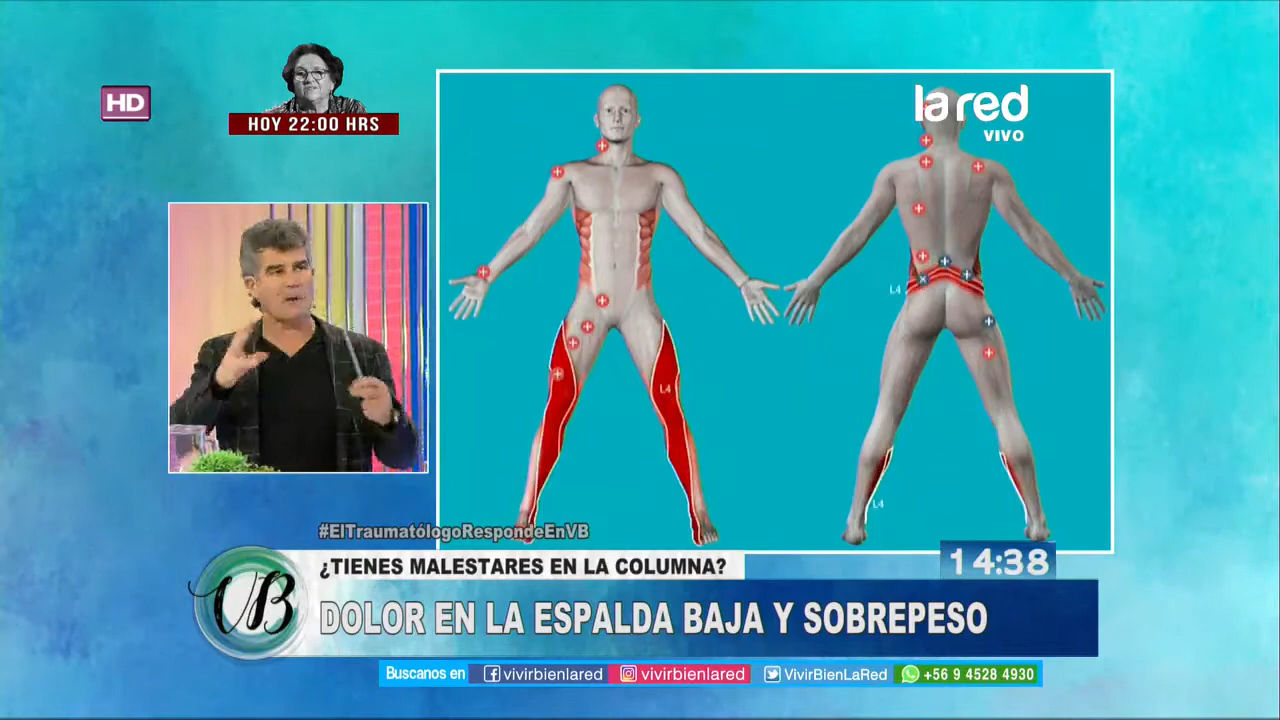 HD
HOY 22:00 HRS
la red
VIVO
L4
L4
L4
#ElTraumatólogoRespondeEnVB
¿TIENES MALESTARES EN LA COLUMNA?
14:38
VB
DOLOR EN LA ESPALDA BAJA Y SOBREPESO
Buscanos en vivirbienlared vivirbienlared VivirBienLaRed +56 9 4528 4930